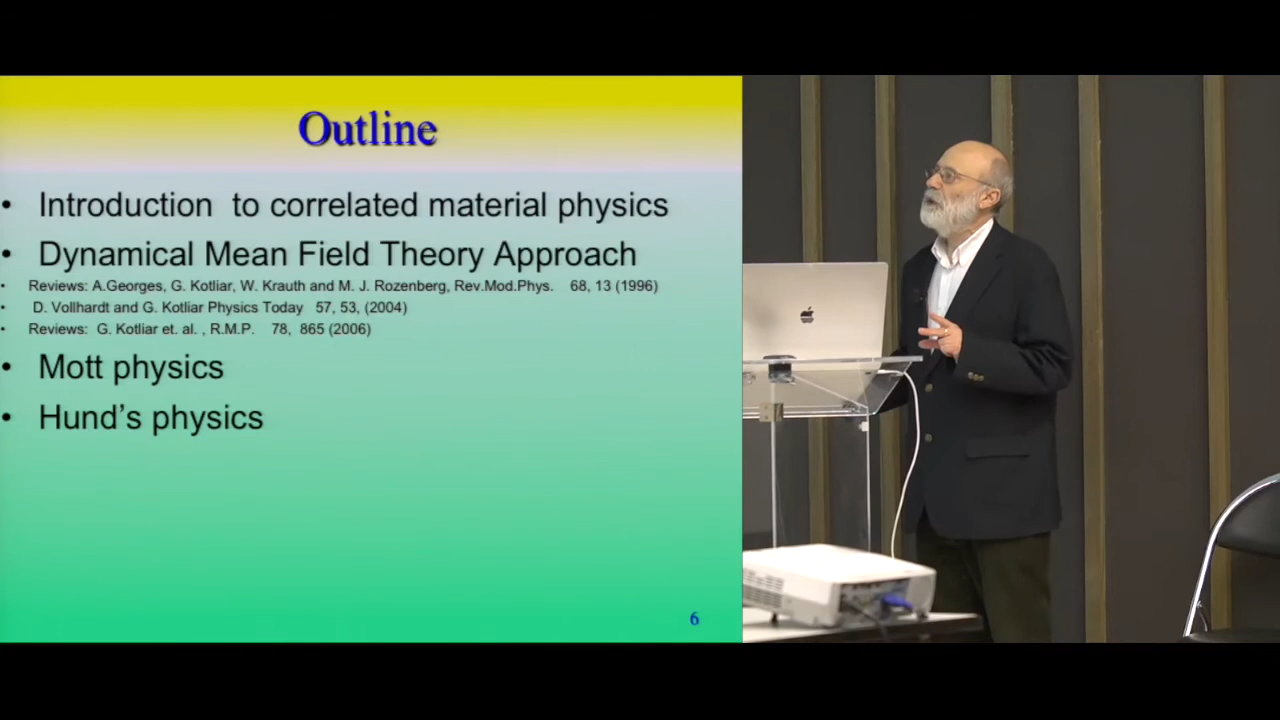 Outline
• Introduction  to correlated material physics
• Dynamical Mean Field Theory Approach
• Reviews: A.Georges, G. Kotliar, W. Krauth and M. J. Rozenberg, Rev.Mod.Phys.   68, 13 (1996)
• D. Vollhardt and G. Kotliar Physics Today   57, 53, (2004)
• Reviews:  G. Kotliar et. al. , R.M.P.    78,  865 (2006)
• Mott physics
• Hund’s physics
6